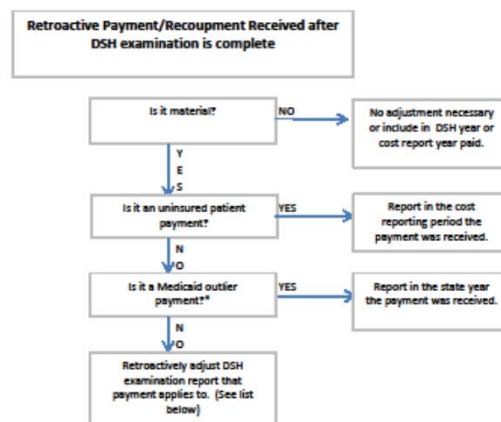 Retroactive Payment/Recoupment Received after
DSH examination is complete
Is it material?
NO
No adjustment necessary
or include in DSH year or
cost report year paid.
Y
E
S
Is it an uninsured patient
payment?
YES
Report in the cost
reporting period the
payment was received.
N
O
Is it a Medicaid outlier
payment?*
YES
Report in the state year
the payment was received.
N
O
Retroactively adjust DSH
examination report that
payment applies to. (See list
below)